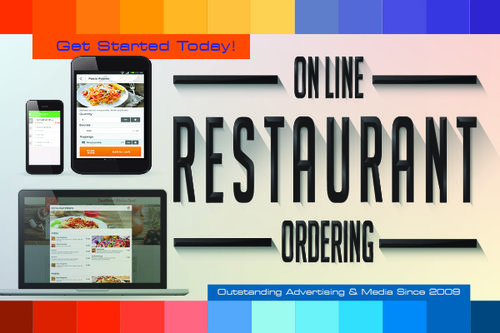 Get Started Today!
ON LINE
RESTAURANT
ORDERING
Outstanding Advertising & Media Since 2009